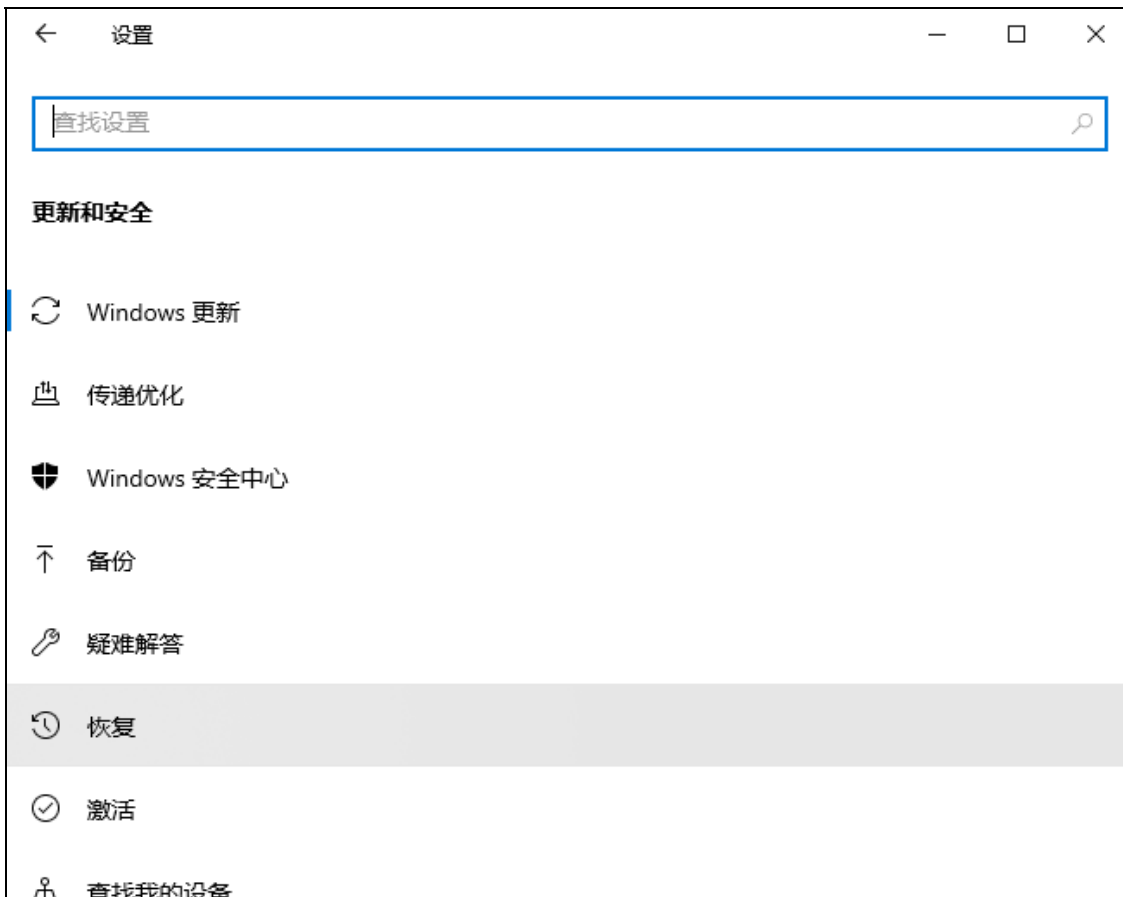 设置
查找设置
更新和安全
Windows 更新
传递优化
Windows 安全中心
备份
疑难解答
恢复
激活
查找我的设备